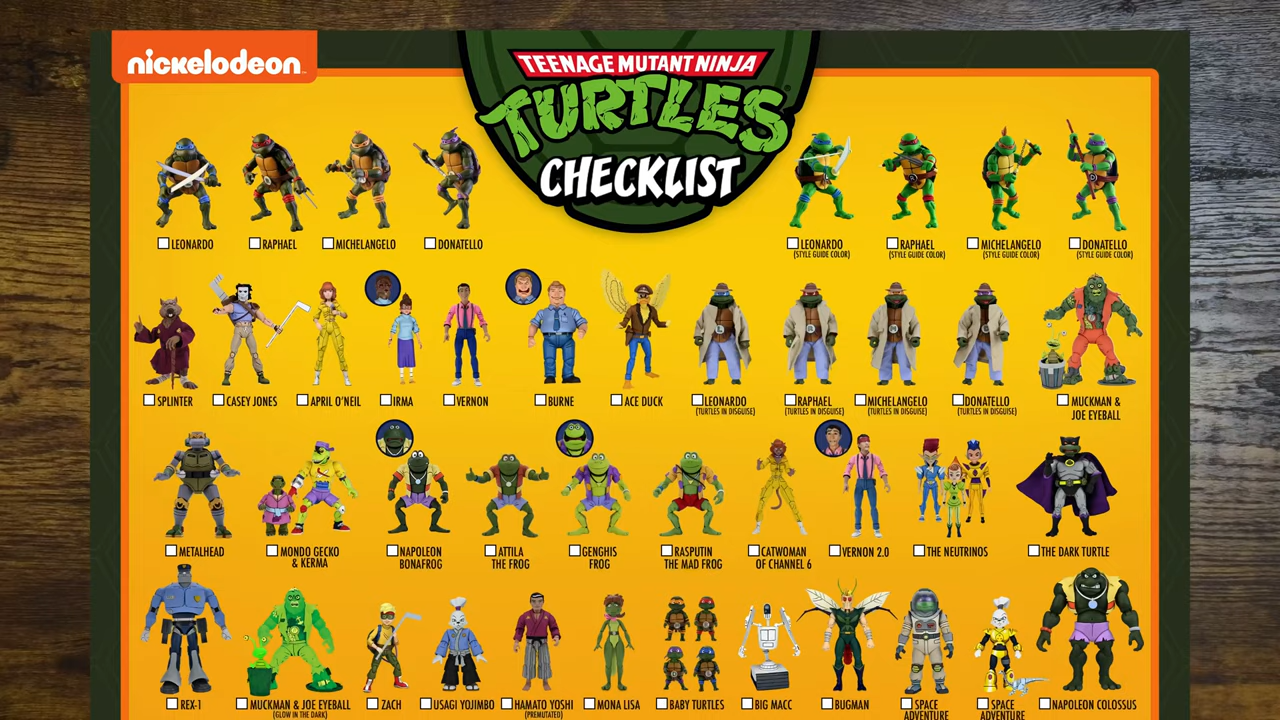 nickelodeon
TEENAGE MUTANT NINJA
TURTLES
CHECKLIST
LEONARDO
RAPHAEL
MICHELANGELO
DONATELLO
LEONARDO
(STYLE GUIDE COLOR)
RAPHAEL
(STYLE GUIDE COLOR)
MICHELANGELO
(STYLE GUIDE COLOR)
DONATELLO
(STYLE GUIDE COLOR)
SPLINTER
CASEY JONES
APRIL O'NEIL
IRMA
VERNON
BURNE
ACE DUCK
LEONARDO
(TURTLES IN DISGUISE)
RAPHAEL
(TURTLES IN DISGUISE)
MICHELANGELO
(TURTLES IN DISGUISE)
DONATELLO
(TURTLES IN DISGUISE)
MUCKMAN &
JOE EYEBALL
METALHEAD
MONDO GECKO
& KERMA
NAPOLEON
BONAFROG
ATTILA
THE FROG
GENGHIS
FROG
RASPUTIN
THE MAD FROG
CATWOMAN
OF CHANNEL 6
VERNON 2.0
THE NEUTRINOS
THE DARK TURTLE
REX-1
MUCKMAN & JOE EYEBALL
(GLOW IN THE DARK)
ZACH
USAGI YOJIMBO
HAMATO YOSHI
(PREMUTATED)
MONA LISA
BABY TURTLES
BIG MACC
BUGMAN
SPACE
ADVENTURE
SPACE
ADVENTURE
NAPOLEON COLOSSUS